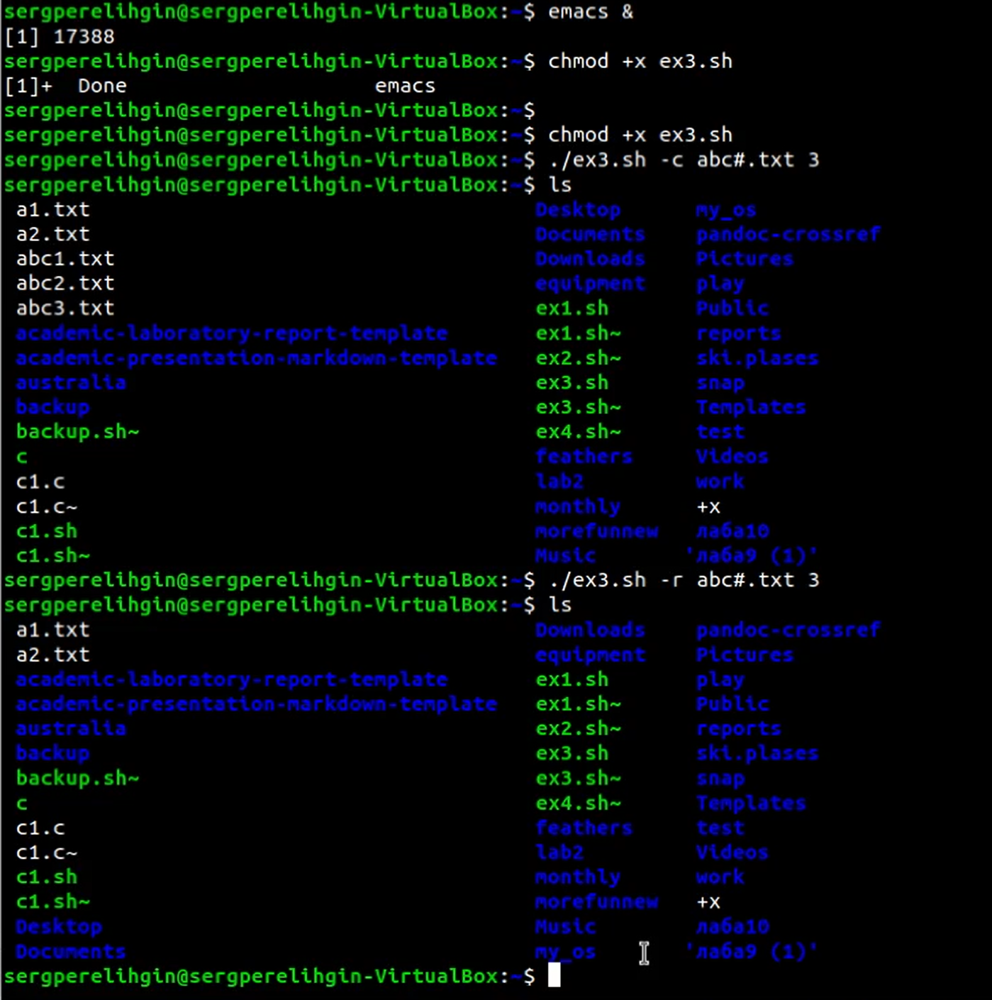 sergperelihgin@sergperelihgin-VirtualBox:~$ emacs &
[1] 17388
sergperelihgin@sergperelihgin-VirtualBox:~$ chmod +x ex3.sh
[1]+  Done                    emacs
sergperelihgin@sergperelihgin-VirtualBox:~$
sergperelihgin@sergperelihgin-VirtualBox:~$ chmod +x ex3.sh
sergperelihgin@sergperelihgin-VirtualBox:~$ ./ex3.sh -c abc#.txt 3
sergperelihgin@sergperelihgin-VirtualBox:~$ ls
a1.txt Desktop my_os
a2.txt Documents pandoc-crossref
abc1.txt Downloads Pictures
abc2.txt equipment play
abc3.txt ex1.sh Public
academic-laboratory-report-template ex1.sh~ reports
academic-presentation-markdown-template ex2.sh~ ski.plases
australia ex3.sh snap
backup ex3.sh~ Templates
backup.sh~ ex4.sh~ test
c feathers Videos
c1.c lab2 work
c1.c~ monthly +x
c1.sh morefunnew лаба10
c1.sh~ Music 'лаба9 (1)'
sergperelihgin@sergperelihgin-VirtualBox:~$ ./ex3.sh -r abc#.txt 3
sergperelihgin@sergperelihgin-VirtualBox:~$ ls
a1.txt Downloads pandoc-crossref
a2.txt equipment Pictures
academic-laboratory-report-template ex1.sh play
academic-presentation-markdown-template ex1.sh~ Public
australia ex2.sh~ reports
backup ex3.sh ski.plases
backup.sh~ ex3.sh~ snap
c ex4.sh~ Templates
c1.c feathers test
c1.c~ lab2 Videos
c1.sh monthly work
c1.sh~ morefunnew +x
Desktop Music лаба10
Documents my_os 'лаба9 (1)'
sergperelihgin@sergperelihgin-VirtualBox:~$